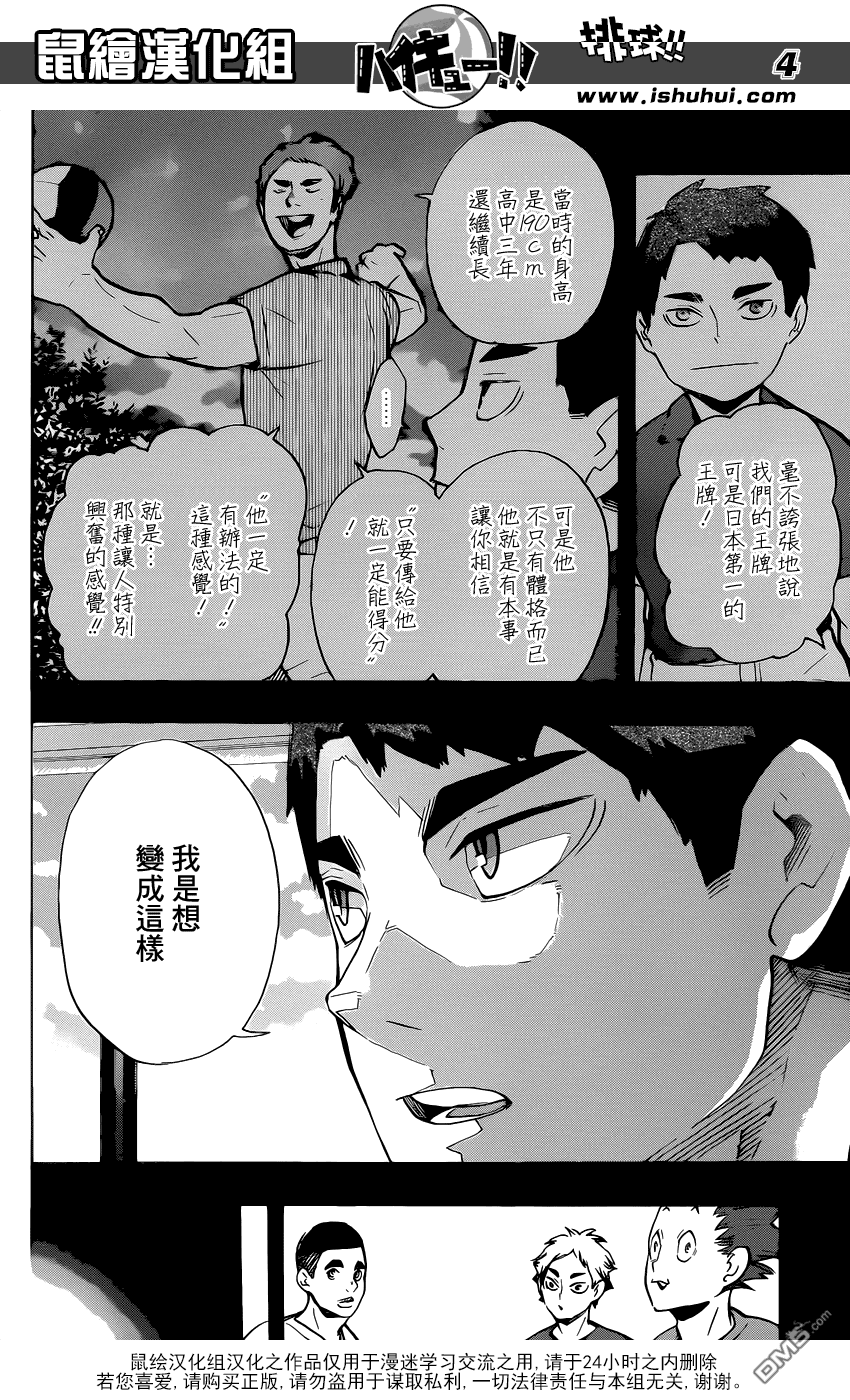 鼠繪漢化組
ハイキュー!!
排球!!
4
www.ishuhui.com
毫不誇張地說
我們的王牌
可是日本第一的
王牌!
當時的身高
是190cm
高中三年
還繼續長
……
可是他
不只有體格而已
他就是有本事
讓你相信
“只要傳給他
就一定能得分”
!
“他一定
有辦法的!”
這種感覺!
就是…
那種讓人特別
興奮的感覺!!
我是想
變成這樣
鼠绘汉化组汉化之作品仅用于漫迷学习交流之用, 请于24小时之内删除
若您喜爱, 请购买正版, 请勿盗用于谋取私利, 一切法律责任与本组无关, 谢谢.
DM5.com